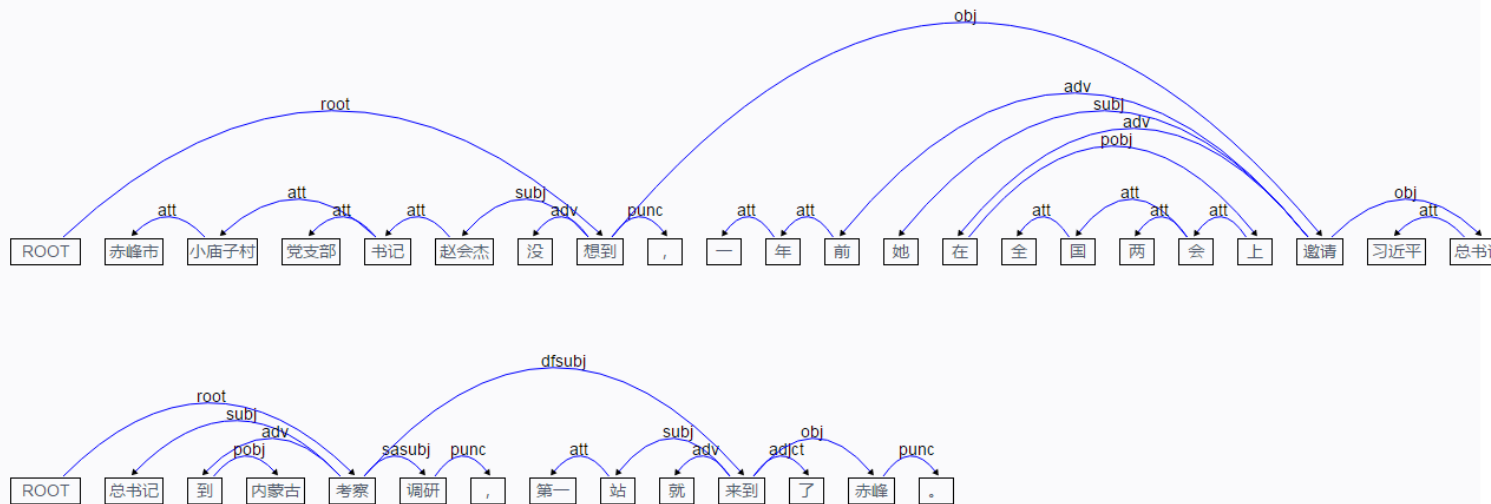 obj
adv
root subj
adv
pobj
att subj att obj
att att att adv punc att att att att att att
ROOT 赤峰市 小庙子村 党支部 书记 赵会杰 没 想到 , 一 年 前 她 在 全 国 两 会 上 邀请 习近平 总书
dfsubj
root
subj
adv subj obj
pobj sasubj punc att adv adjct punc
ROOT 总书记 到 内蒙古 考察 调研 , 第一 站 就 来到 了 赤峰 。